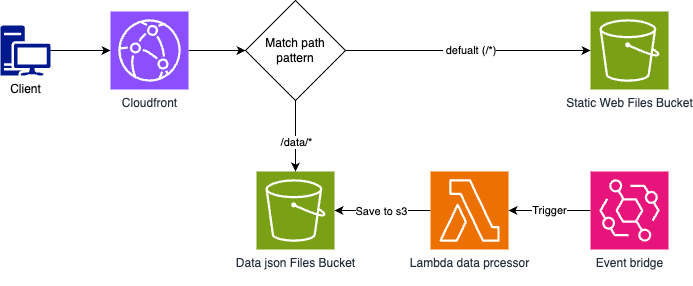 Match path
pattern
defualt (/*)
Client
Cloudfront
Static Web Files Bucket
/data/*
Save to s3
Trigger
Data json Files Bucket
Lambda data prcessor
Event bridge